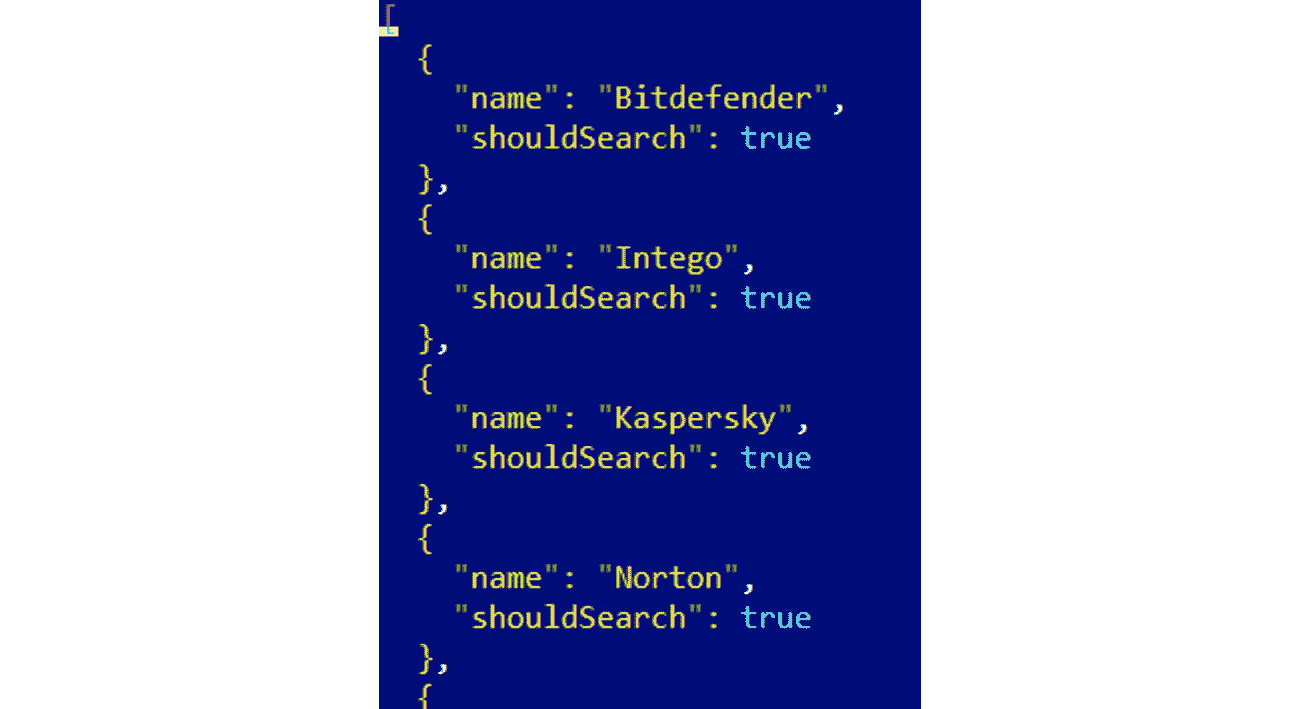 [
  {
    "name": "Bitdefender",
    "shouldSearch": true
  },
  {
    "name": "Intego",
    "shouldSearch": true
  },
  {
    "name": "Kaspersky",
    "shouldSearch": true
  },
  {
    "name": "Norton",
    "shouldSearch": true
  },
  {